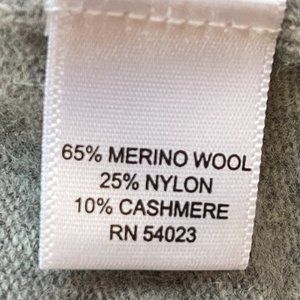 65% MERINO WOOL
25% NYLON
10% CASHMERE
RN 54023